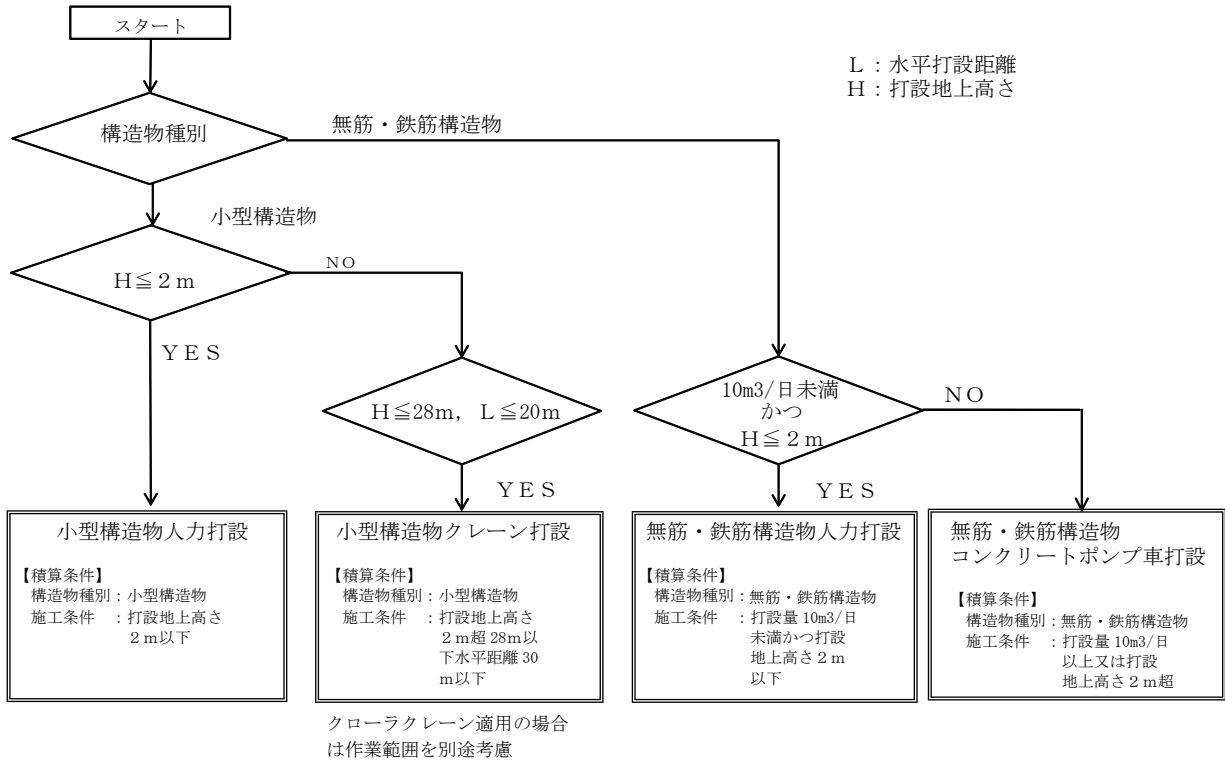 スタート
L：水平打設距離
H：打設地上高さ
構造物種別
無筋・鉄筋構造物
小型構造物
H≦２ｍ
NO
YES
H≦28m， L≦20m
YES
10m3/日未満
かつ
H≦２ｍ
NO
YES
小型構造物人力打設
【積算条件】
構造物種別：小型構造物
施工条件 ：打設地上高さ
２ｍ以下
小型構造物クレーン打設
【積算条件】
構造物種別：小型構造物
施工条件 ：打設地上高さ
２ｍ超 28ｍ以
下水平距離 30
ｍ以下
クローラクレーン適用の場合
は作業範囲を別途考慮
無筋・鉄筋構造物人力打設
【積算条件】
構造物種別：無筋・鉄筋構造物
施工条件 ：打設量 10m3/日
未満かつ打設
地上高さ２ｍ
以下
無筋・鉄筋構造物
コンクリートポンプ車打設
【積算条件】
構造物種別：無筋・鉄筋構造物
施工条件 ：打設量 10m3/日
以上又は打設
地上高さ２ｍ超